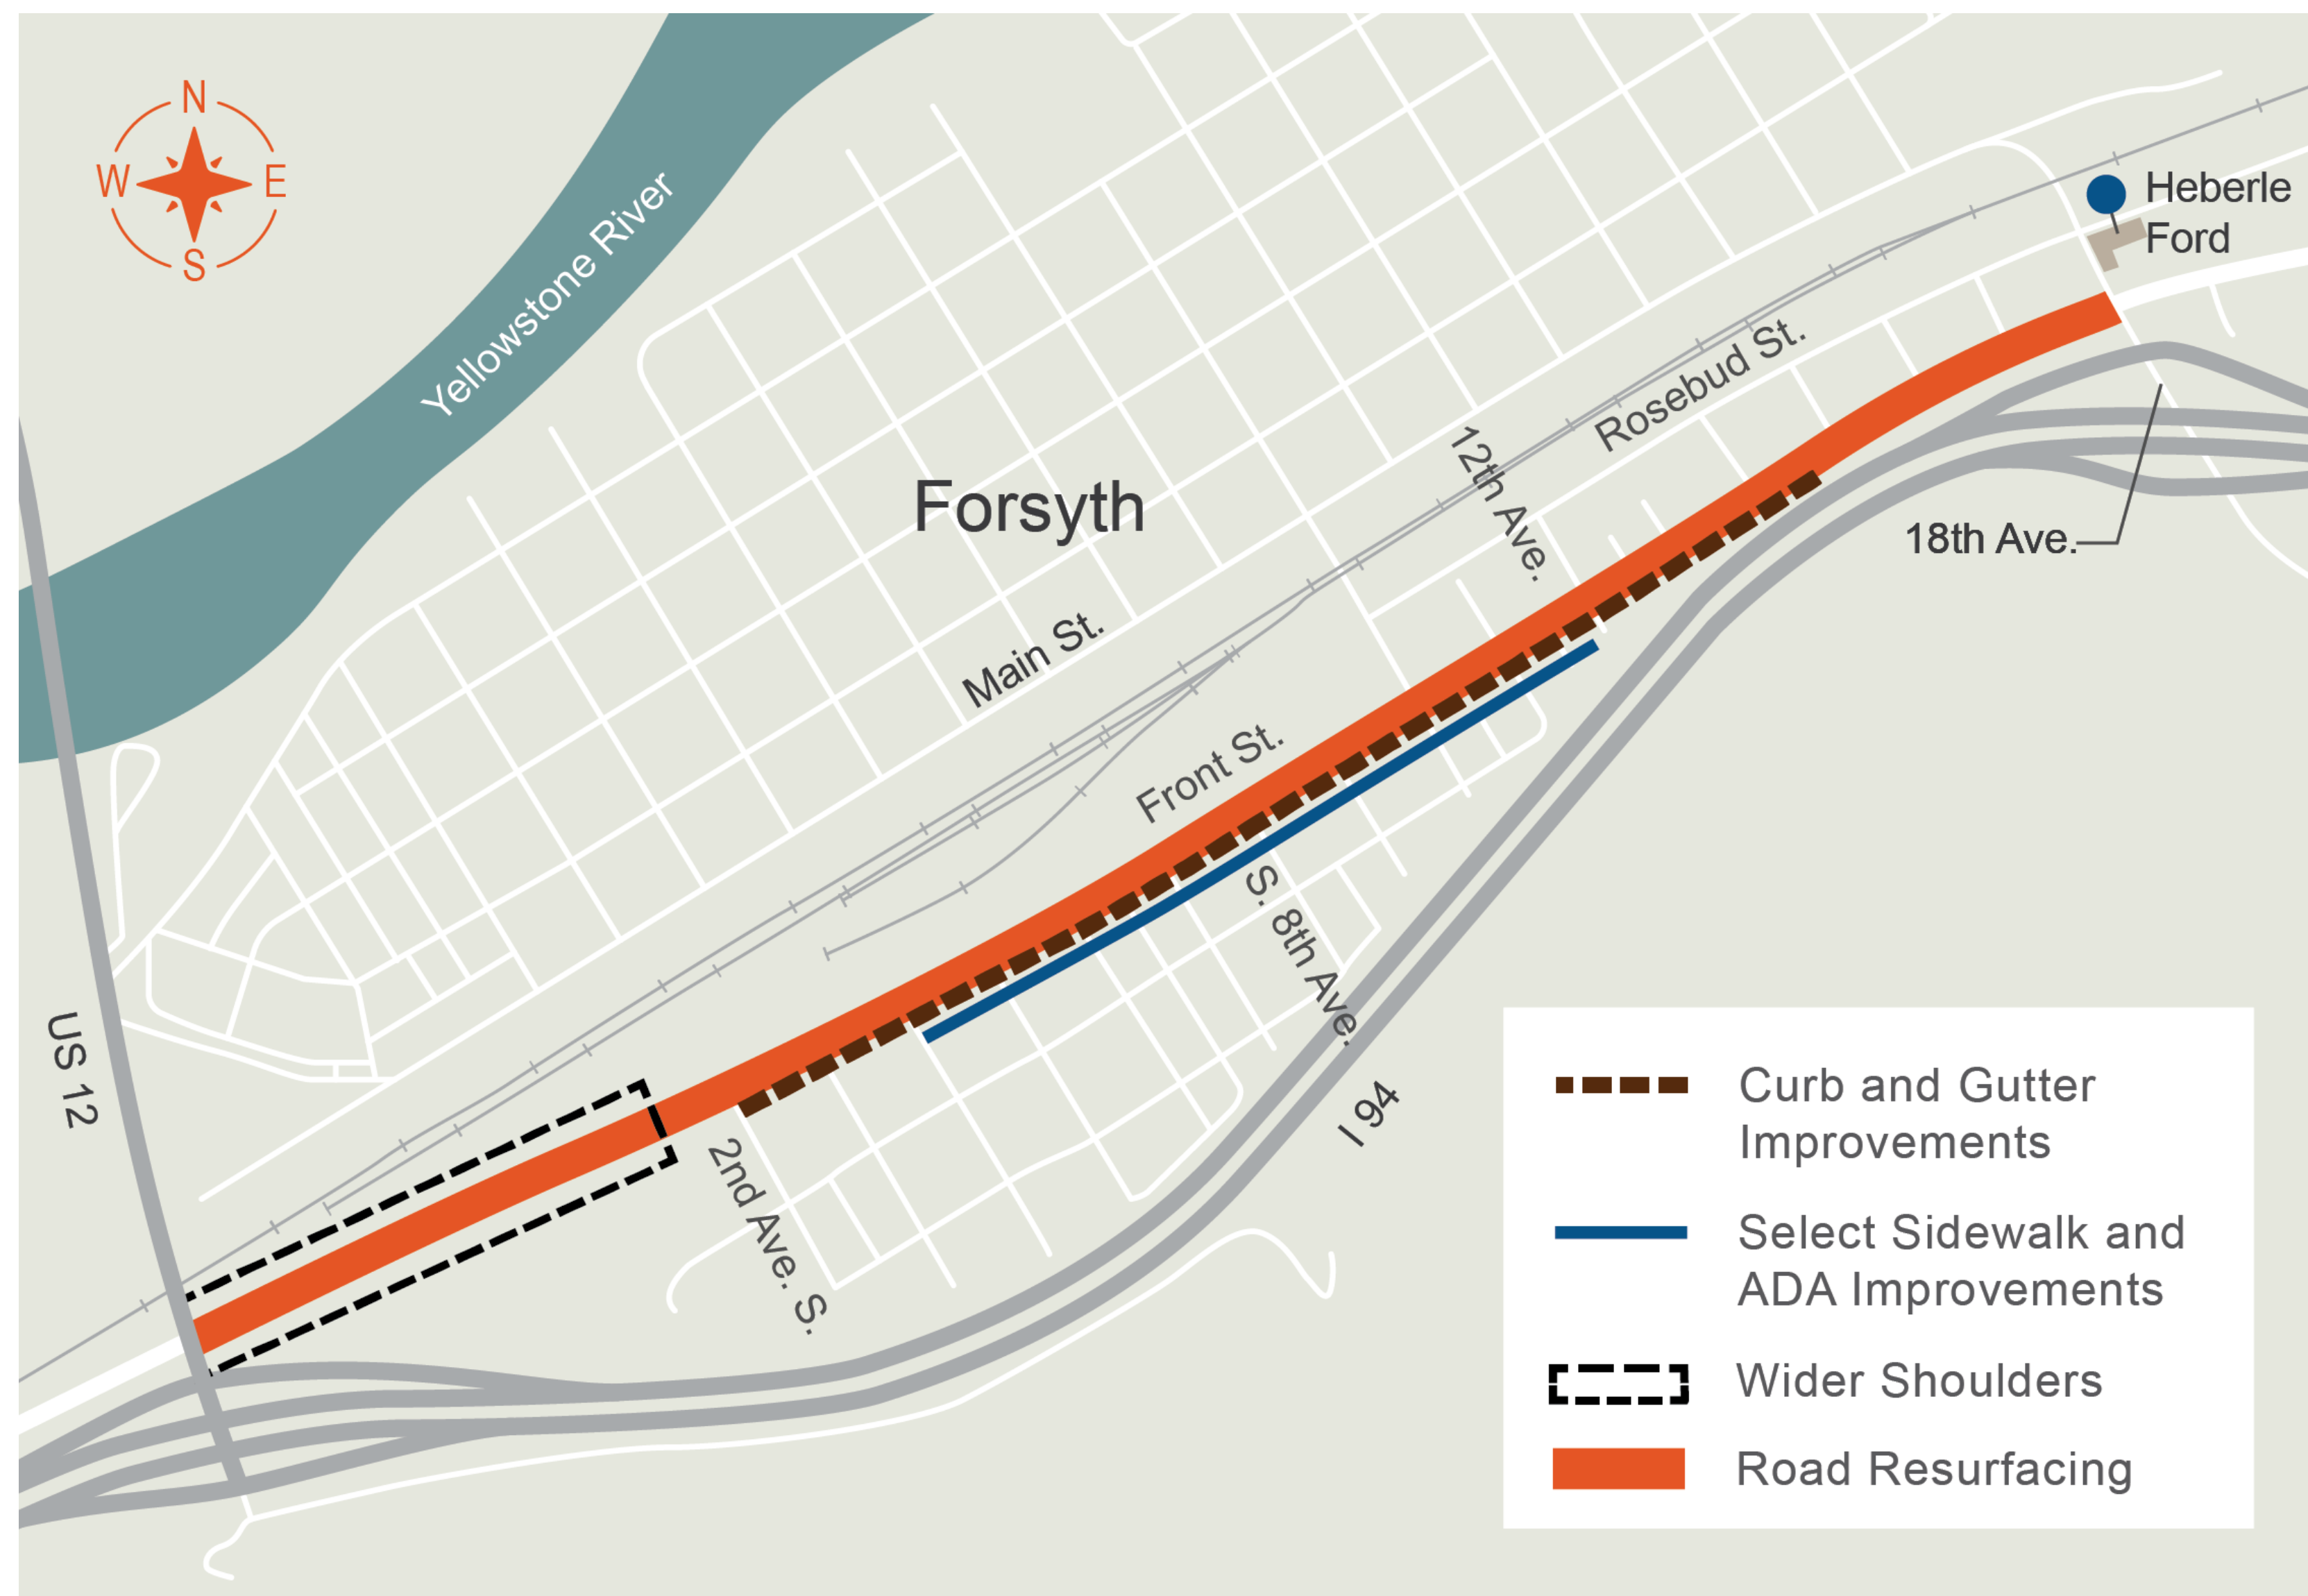 N
W E
S
Yellowstone River
Heberle
Ford
Rosebud St.
12th Ave.
Forsyth
18th Ave.
Main St.
Front St.
S. 8th Ave.
US 12
I 94
2nd Ave. S.
Curb and Gutter
Improvements
Select Sidewalk and
ADA Improvements
Wider Shoulders
Road Resurfacing